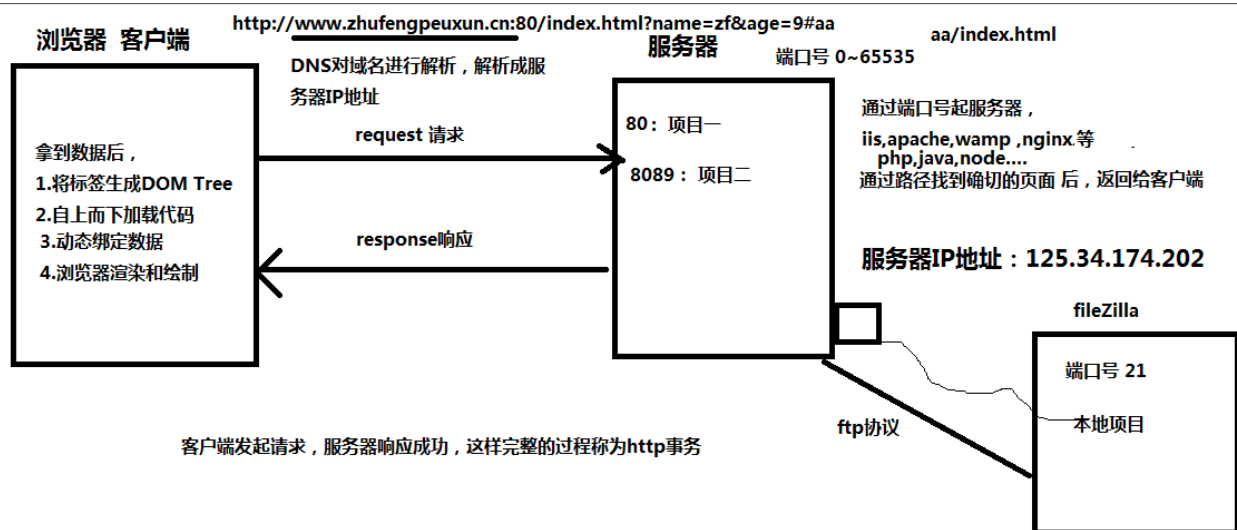 http://www.zhufengpeuxun.cn:80/index.html?name=zf&age=9#aa
aa/index.html
浏览器 客户端
服务器
端口号 0~65535
DNS对域名进行解析，解析成服
务器IP地址
request 请求
response响应
拿到数据后，
1.将标签生成DOM Tree
2.自上而下加载代码
3.动态绑定数据
4.浏览器渲染和绘制
80：项目一
8089：项目二
通过端口号起服务器，
iis,apache,wamp ,nginx.等
php,java,node....
通过路径找到确切的页面 后，返回给客户端
服务器IP地址：125.34.174.202
fileZilla
端口号 21
本地项目
ftp协议
客户端发起请求，服务器响应成功，这样完整的过程称为http事务